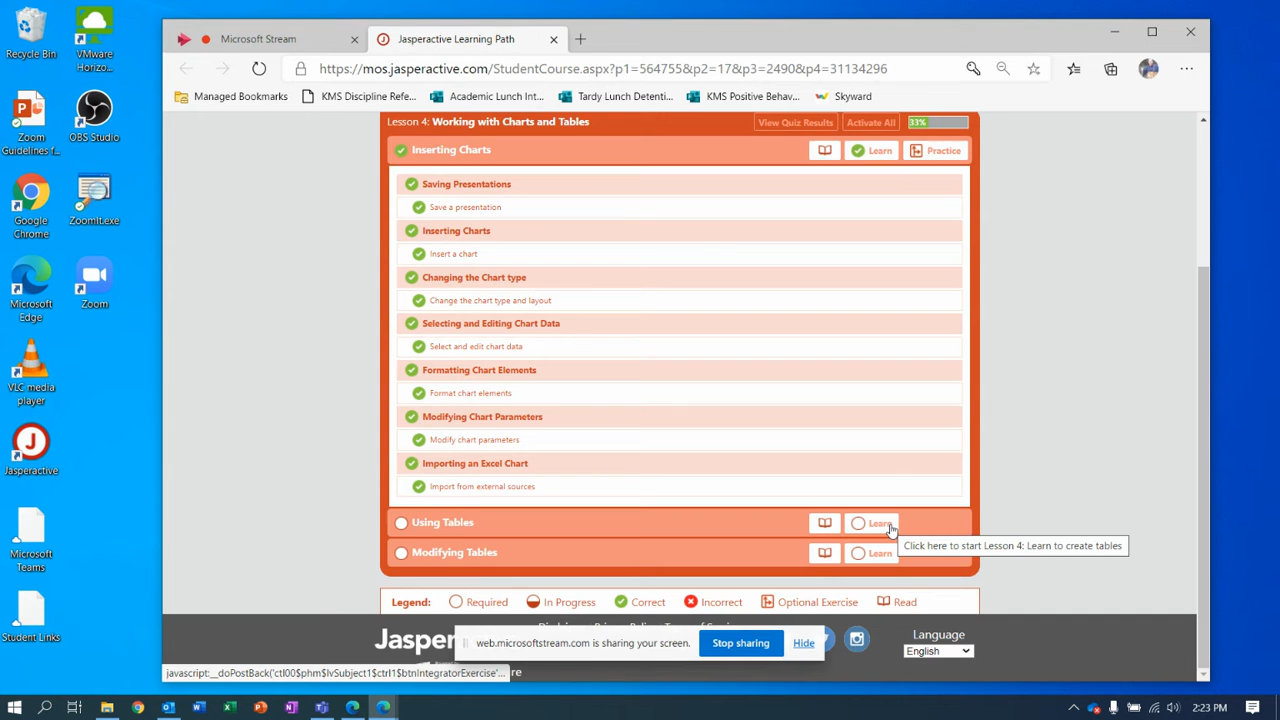 Recycle Bin
VMware
Horizo...
Zoom
Guidelines f...
OBS Studio
Google
Chrome
ZoomIt.exe
Microsoft
Edge
Zoom
VLC media
player
Jasperactive
Microsoft
Teams
Student Links
Microsoft Stream
Jasperactive Learning Path
https://mos.jasperactive.com/StudentCourse.aspx?p1=564755&p2=17&p3=2490&p4=31134296
Managed Bookmarks
KMS Discipline Refe...
Academic Lunch Int...
Tardy Lunch Detenti...
KMS Positive Behav...
Skyward
Lesson 4: Working with Charts and Tables
View Quiz Results
Activate All
33%
Inserting Charts
Learn
Practice
Saving Presentations
Save a presentation
Inserting Charts
Insert a chart
Changing the Chart type
Change the chart type and layout
Selecting and Editing Chart Data
Select and edit chart data
Formatting Chart Elements
Format chart elements
Modifying Chart Parameters
Modify chart parameters
Importing an Excel Chart
Import from external sources
Using Tables
Learn
Click here to start Lesson 4: Learn to create tables
Modifying Tables
Learn
Legend: Required In Progress Correct Incorrect Optional Exercise Read
web.microsoftstream.com is sharing your screen.
Stop sharing
Hide
Language
English
javascript:__doPostBack('ctl00$phm$lvSubject1$ctrl1$btnIntegratorExercise'...
2:23 PM